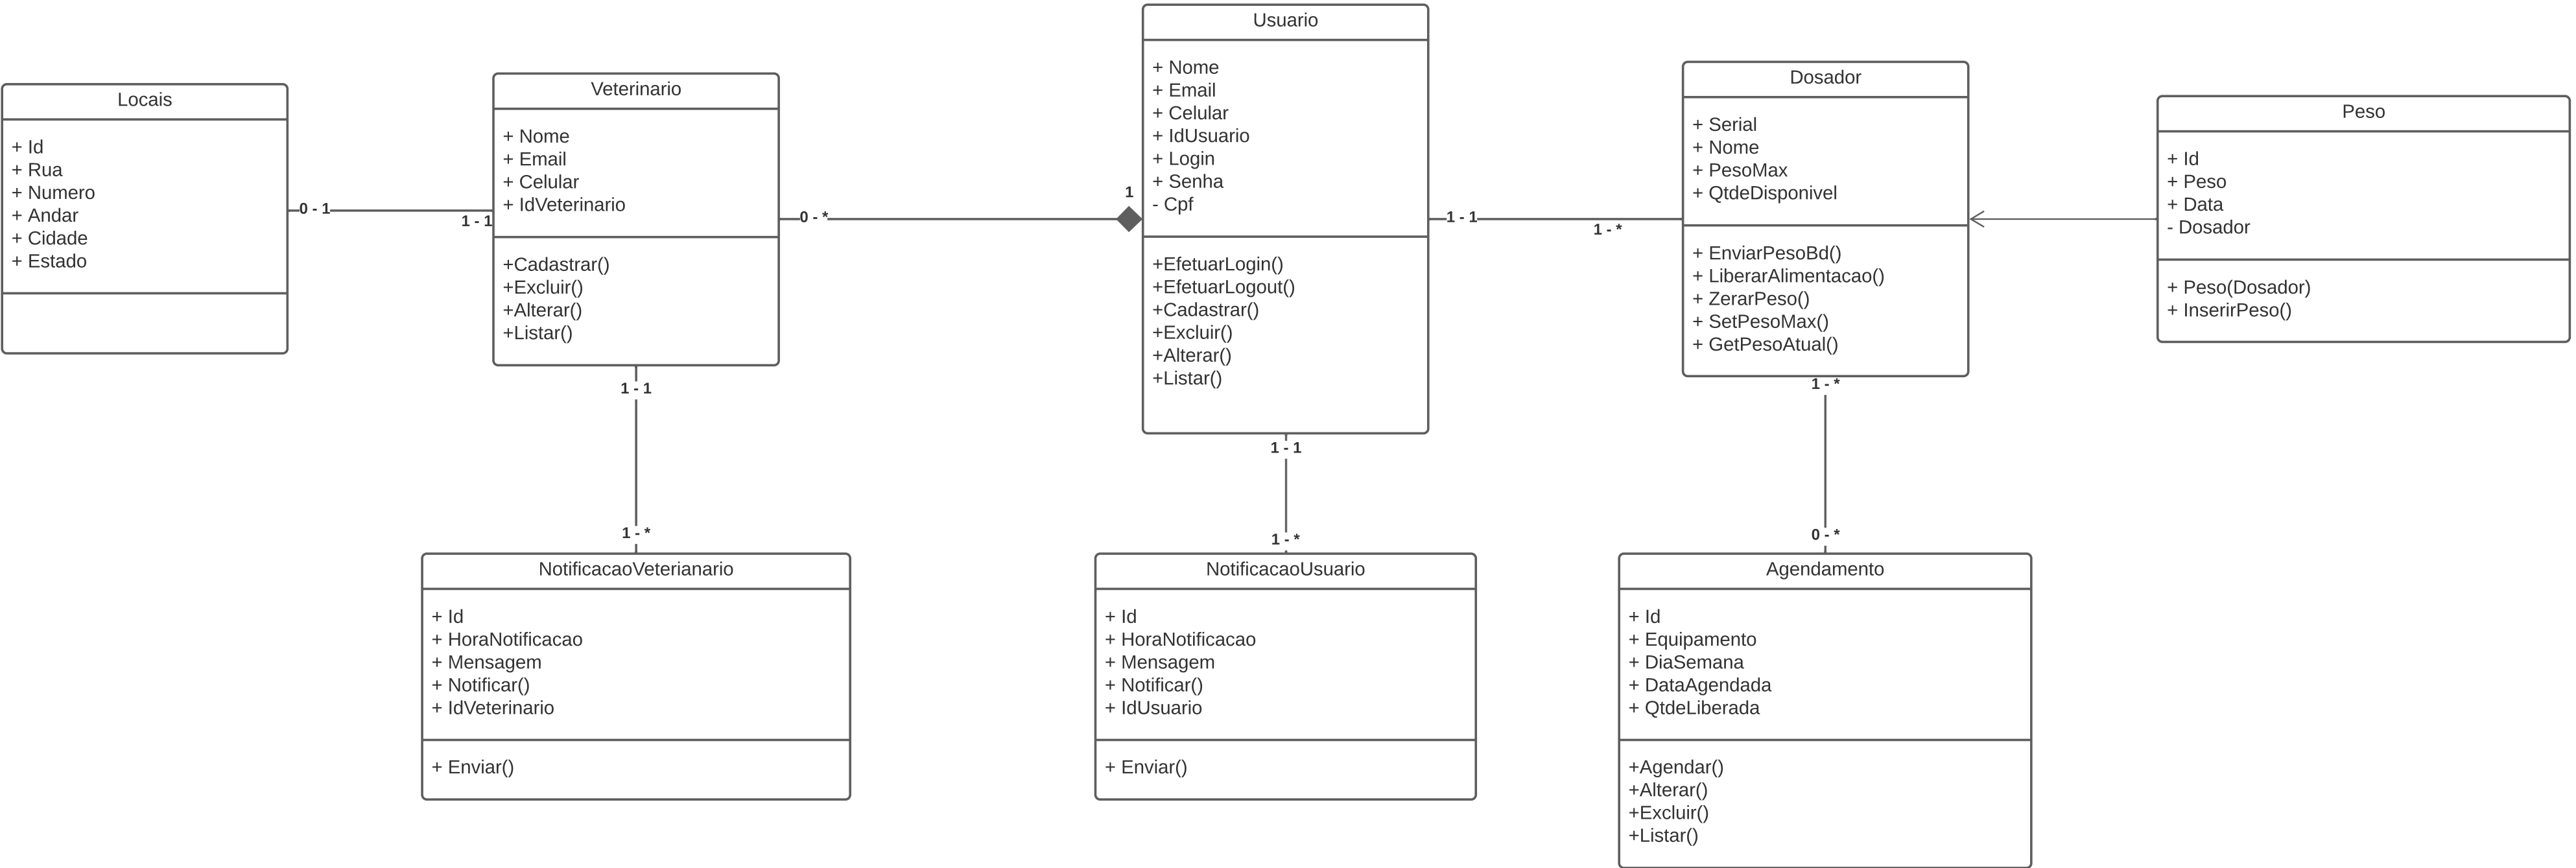 Locais
+ Id
+ Rua
+ Numero
+ Andar
+ Cidade
+ Estado
0 - 1
1 - 1
Veterinario
+ Nome
+ Email
+ Celular
+ IdVeterinario
+Cadastrar()
+Excluir()
+Alterar()
+Listar()
0 - *
1
Usuario
+ Nome
+ Email
+ Celular
+ IdUsuario
+ Login
+ Senha
- Cpf
+EfetuarLogin()
+EfetuarLogout()
+Cadastrar()
+Excluir()
+Alterar()
+Listar()
1 - 1
1 - *
Dosador
+ Serial
+ Nome
+ PesoMax
+ QtdeDisponivel
+ EnviarPesoBd()
+ LiberarAlimentacao()
+ ZerarPeso()
+ SetPesoMax()
+ GetPesoAtual()
Peso
+ Id
+ Peso
+ Data
- Dosador
+ Peso(Dosador)
+ InserirPeso()
1 - 1
1 - *
NotificacaoVeterianario
+ Id
+ HoraNotificacao
+ Mensagem
+ Notificar()
+ IdVeterinario
+ Enviar()
1 - 1
1 - *
NotificacaoUsuario
+ Id
+ HoraNotificacao
+ Mensagem
+ Notificar()
+ IdUsuario
+ Enviar()
1 - *
0 - *
Agendamento
+ Id
+ Equipamento
+ DiaSemana
+ DataAgendada
+ QtdeLiberada
+Agendar()
+Alterar()
+Excluir()
+Listar()